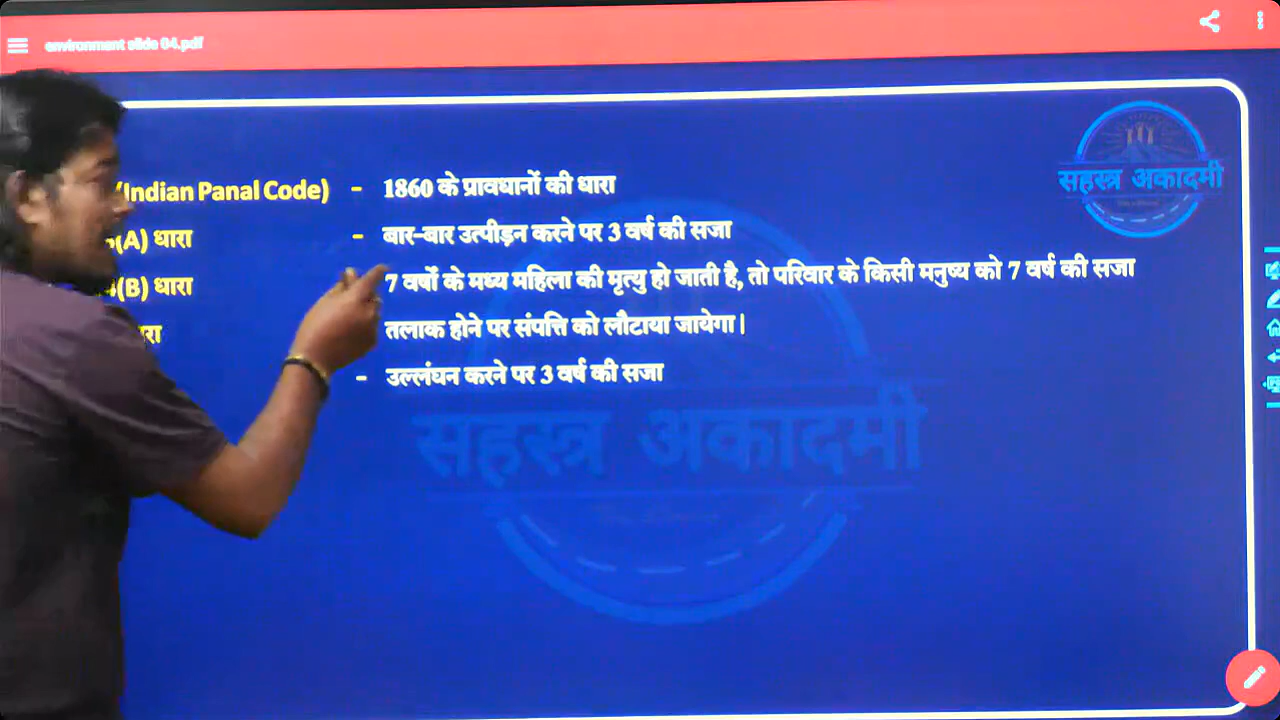 environment slide 04.pdf
सहस्त्र अकादमी
(Indian Panal Code) - 1860 के प्रावधानों की धारा
(A) धारा - बार-बार उत्पीड़न करने पर 3 वर्ष की सजा
(B) धारा 7 वर्षों के मध्य महिला की मृत्यु हो जाती है, तो परिवार के किसी मनुष्य को 7 वर्ष की सजा
तलाक होने पर संपत्ति को लौटाया जायेगा।
- उल्लंघन करने पर 3 वर्ष की सजा
सहस्त्र अकादमी